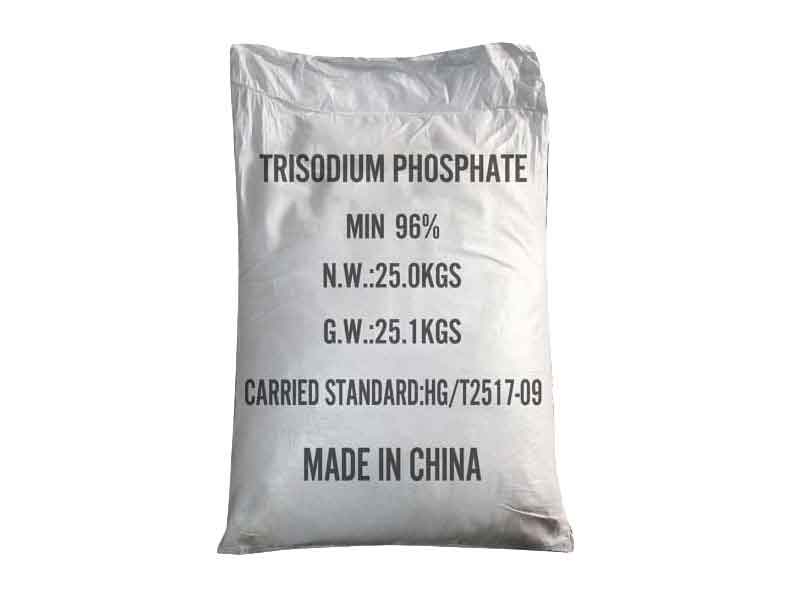 TRISODIUM PHOSPHATE
MIN 96%
N.W.:25.0KGS
G.W.:25.1KGS
CARRIED STANDARD:HG/T2517-09
MADE IN CHINA